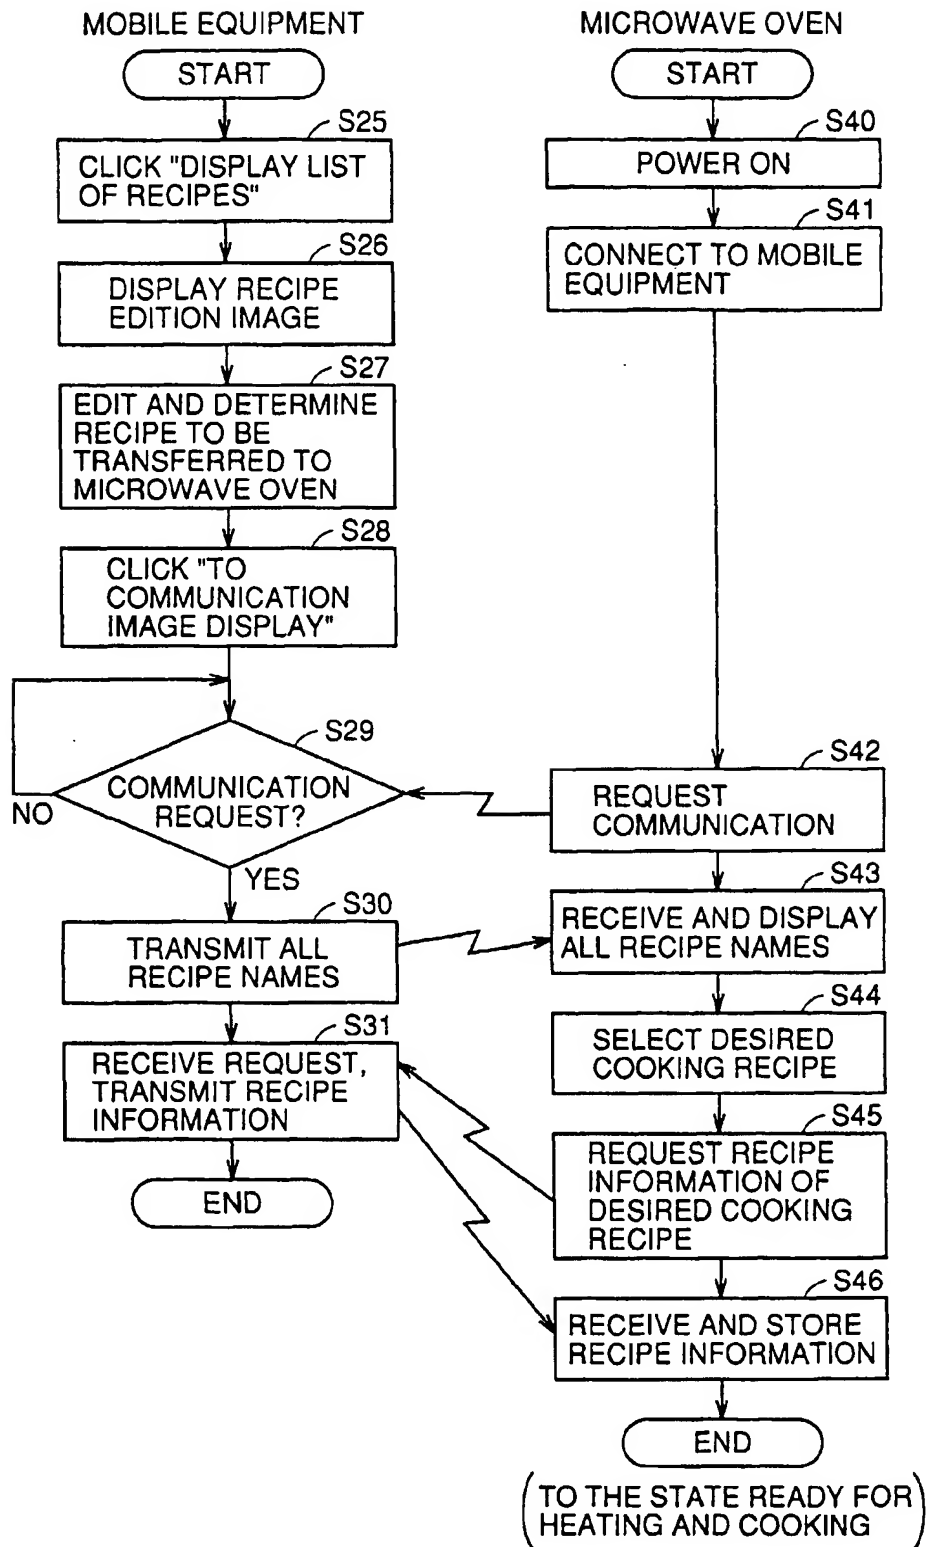 MOBILE EQUIPMENT
START
S25
CLICK "DISPLAY LIST
OF RECIPES"
S26
DISPLAY RECIPE
EDITION IMAGE
S27
EDIT AND DETERMINE
RECIPE TO BE
TRANSFERRED TO
MICROWAVE OVEN
S28
CLICK "TO
COMMUNICATION
IMAGE DISPLAY"
S29
COMMUNICATION
REQUEST?
NO
YES
S30
TRANSMIT ALL
RECIPE NAMES
S31
RECEIVE REQUEST,
TRANSMIT RECIPE
INFORMATION
END
MICROWAVE OVEN
START
S40
POWER ON
S41
CONNECT TO MOBILE
EQUIPMENT
S42
REQUEST
COMMUNICATION
S43
RECEIVE AND DISPLAY
ALL RECIPE NAMES
S44
SELECT DESIRED
COOKING RECIPE
S45
REQUEST RECIPE
INFORMATION OF
DESIRED COOKING
RECIPE
S46
RECEIVE AND STORE
RECIPE INFORMATION
END
(TO THE STATE READY FOR
HEATING AND COOKING)